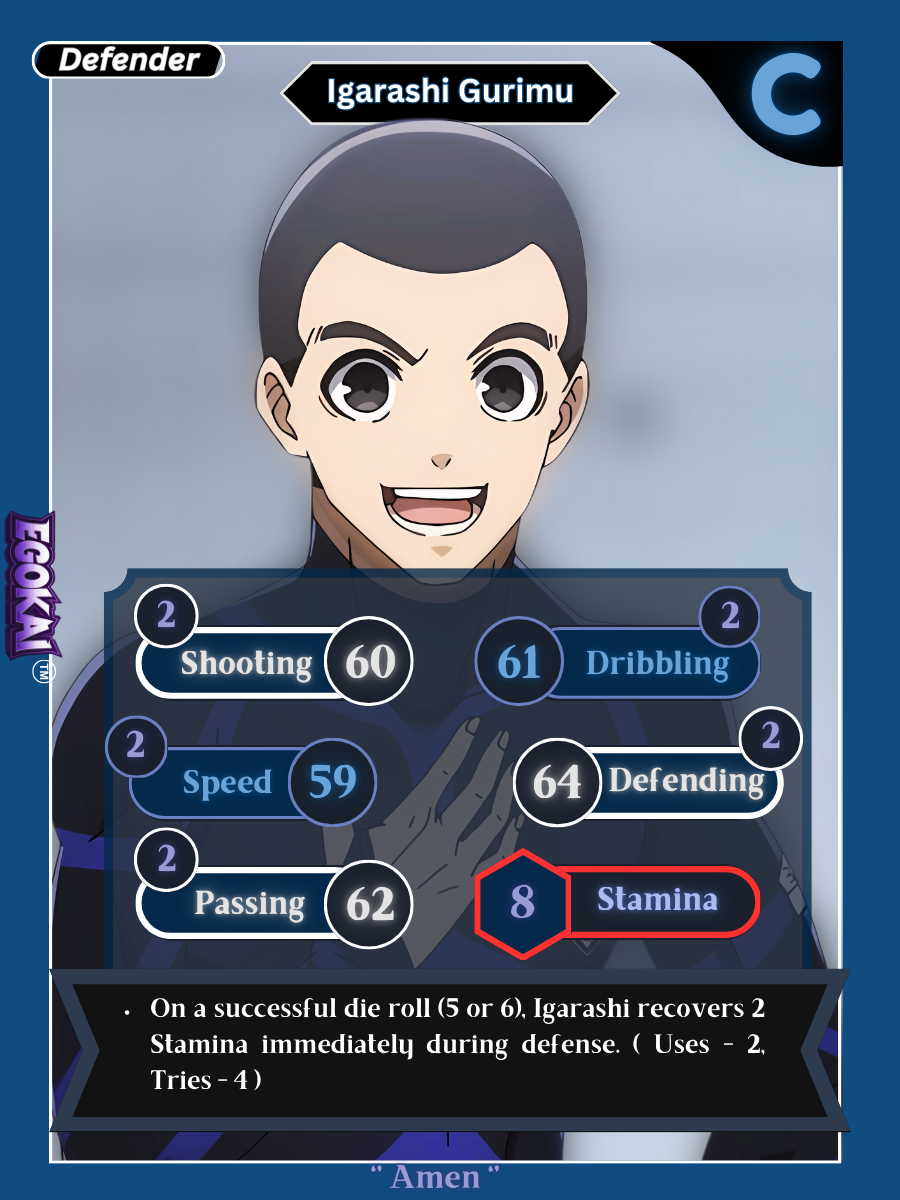 Defender
Igarashi Gurimu
C
EGOKAI
TM
2
Shooting 60
2
61 Dribbling
2
Speed 59
2
64 Defending
2
Passing 62
8 Stamina
• On a successful die roll (5 or 6), Igarashi recovers 2
Stamina immediately during defense. ( Uses - 2,
Tries - 4 )
“ Amen “